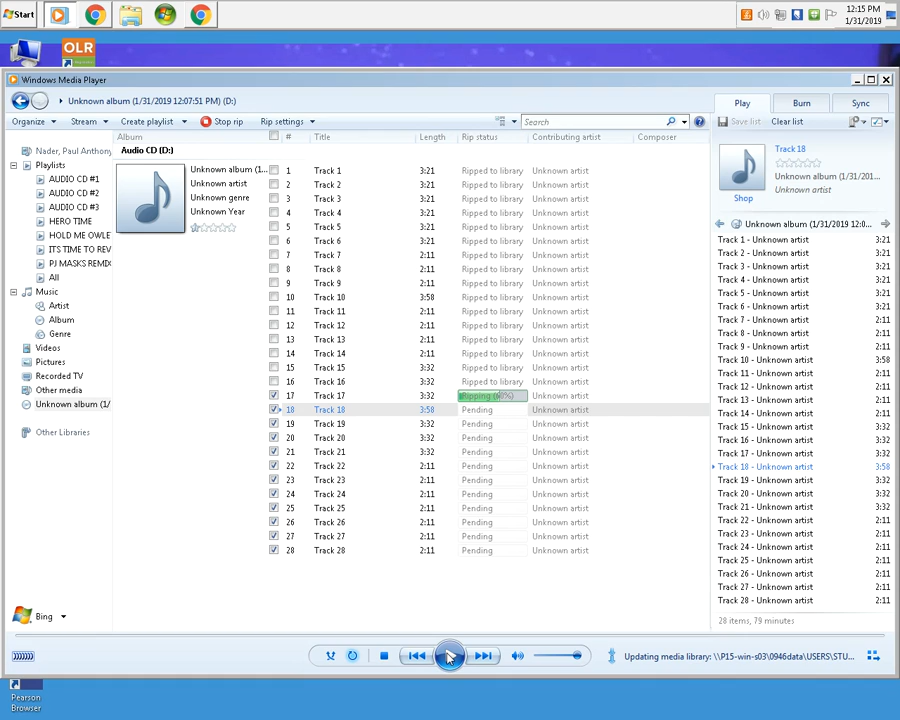 Start
12:15 PM
1/31/2019
OLR
Windows Media Player
Unknown album (1/31/2019 12:07:51 PM) (D:)
Play
Burn
Sync
Organize
Stream
Create playlist
Stop rip
Rip settings
Search
Save list
Clear list
Album
#
Title
Length
Rip status
Contributing artist
Composer
Audio CD (D:)
Unknown album (1...
Unknown artist
Unknown genre
Unknown Year
Nader, Paul Anthony
Playlists
AUDIO CD #1
AUDIO CD #2
AUDIO CD #3
HERO TIME
HOLD ME OWLE
IT'S TIME TO REV
PJ MASKS REMIX
All
Music
Artist
Album
Genre
Videos
Pictures
Recorded TV
Other media
Unknown album (1/
Other Libraries
Bing
1 Track 1 3:21 Ripped to library Unknown artist
2 Track 2 3:21 Ripped to library Unknown artist
3 Track 3 3:21 Ripped to library Unknown artist
4 Track 4 3:21 Ripped to library Unknown artist
5 Track 5 3:21 Ripped to library Unknown artist
6 Track 6 3:21 Ripped to library Unknown artist
7 Track 7 2:11 Ripped to library Unknown artist
8 Track 8 2:11 Ripped to library Unknown artist
9 Track 9 2:11 Ripped to library Unknown artist
10 Track 10 3:58 Ripped to library Unknown artist
11 Track 11 2:11 Ripped to library Unknown artist
12 Track 12 2:11 Ripped to library Unknown artist
13 Track 13 2:11 Ripped to library Unknown artist
14 Track 14 2:11 Ripped to library Unknown artist
15 Track 15 3:32 Ripped to library Unknown artist
16 Track 16 3:32 Ripped to library Unknown artist
17 Track 17 3:32 Ripping Unknown artist
18 Track 18 3:58 Pending Unknown artist
19 Track 19 3:32 Pending Unknown artist
20 Track 20 3:32 Pending Unknown artist
21 Track 21 3:32 Pending Unknown artist
22 Track 22 2:11 Pending Unknown artist
23 Track 23 2:11 Pending Unknown artist
24 Track 24 2:11 Pending Unknown artist
25 Track 25 2:11 Pending Unknown artist
26 Track 26 2:11 Pending Unknown artist
27 Track 27 2:11 Pending Unknown artist
28 Track 28 2:11 Pending Unknown artist
Track 18
Unknown album (1/31/201...
Unknown artist
Shop
Unknown album (1/31/2019 12:0...
Track 1 - Unknown artist 3:21
Track 2 - Unknown artist 3:21
Track 3 - Unknown artist 3:21
Track 4 - Unknown artist 3:21
Track 5 - Unknown artist 3:21
Track 6 - Unknown artist 3:21
Track 7 - Unknown artist 2:11
Track 8 - Unknown artist 2:11
Track 9 - Unknown artist 2:11
Track 10 - Unknown artist 3:58
Track 11 - Unknown artist 2:11
Track 12 - Unknown artist 2:11
Track 13 - Unknown artist 2:11
Track 14 - Unknown artist 2:11
Track 15 - Unknown artist 3:32
Track 16 - Unknown artist 3:32
Track 17 - Unknown artist 3:32
Track 18 - Unknown artist 3:58
Track 19 - Unknown artist 3:32
Track 20 - Unknown artist 3:32
Track 21 - Unknown artist 3:32
Track 22 - Unknown artist 2:11
Track 23 - Unknown artist 2:11
Track 24 - Unknown artist 2:11
Track 25 - Unknown artist 2:11
Track 26 - Unknown artist 2:11
Track 27 - Unknown artist 2:11
Track 28 - Unknown artist 2:11
28 items, 79 minutes
Updating media library: \\P15-win-s03\0946data\USERS\STU...
Pearson
Browser